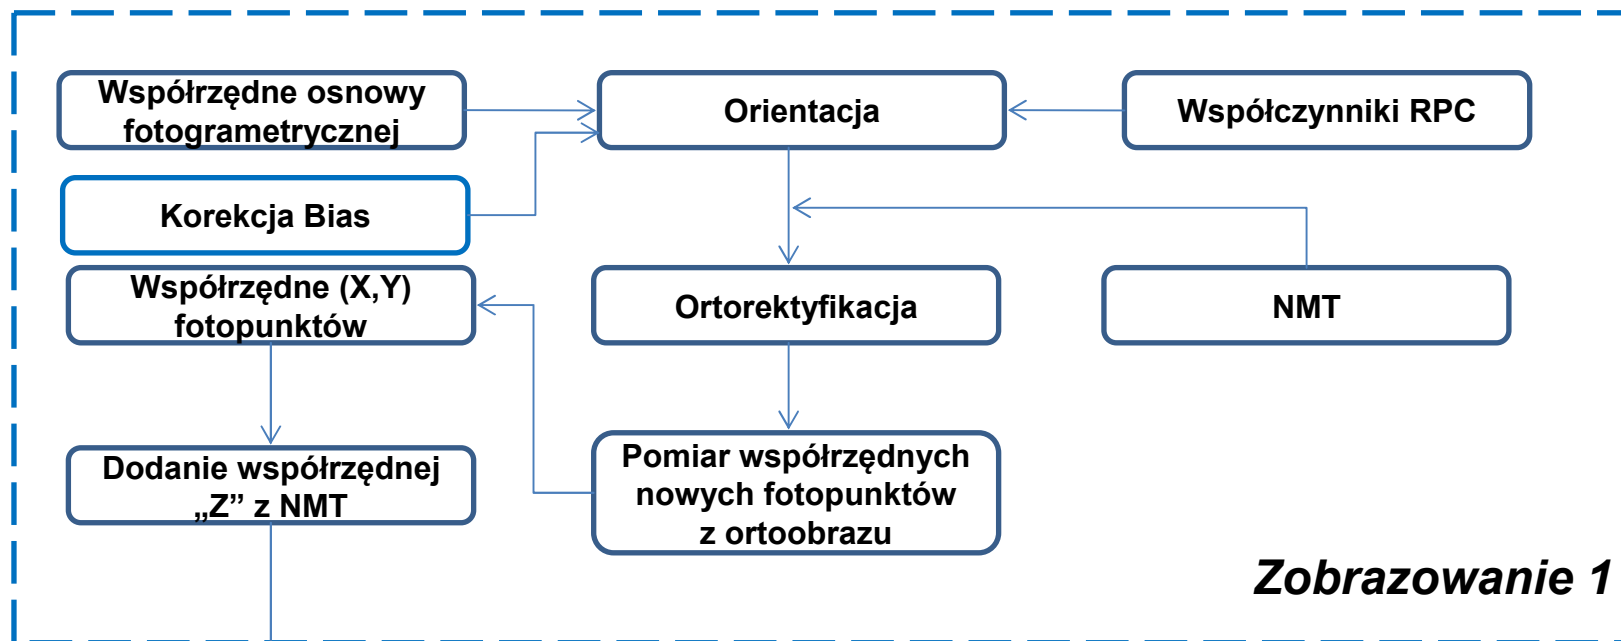 Współrzędne osnowy
fotogrametrycznej
Orientacja
Współczynniki RPC
Korekcja Bias
Współrzędne (X,Y)
fotopunktów
Ortorektyfikacja
NMT
Dodanie współrzędnej
„Z” z NMT
Pomiar współrzędnych
nowych fotopunktów
z ortoobrazu
Zobrazowanie 1